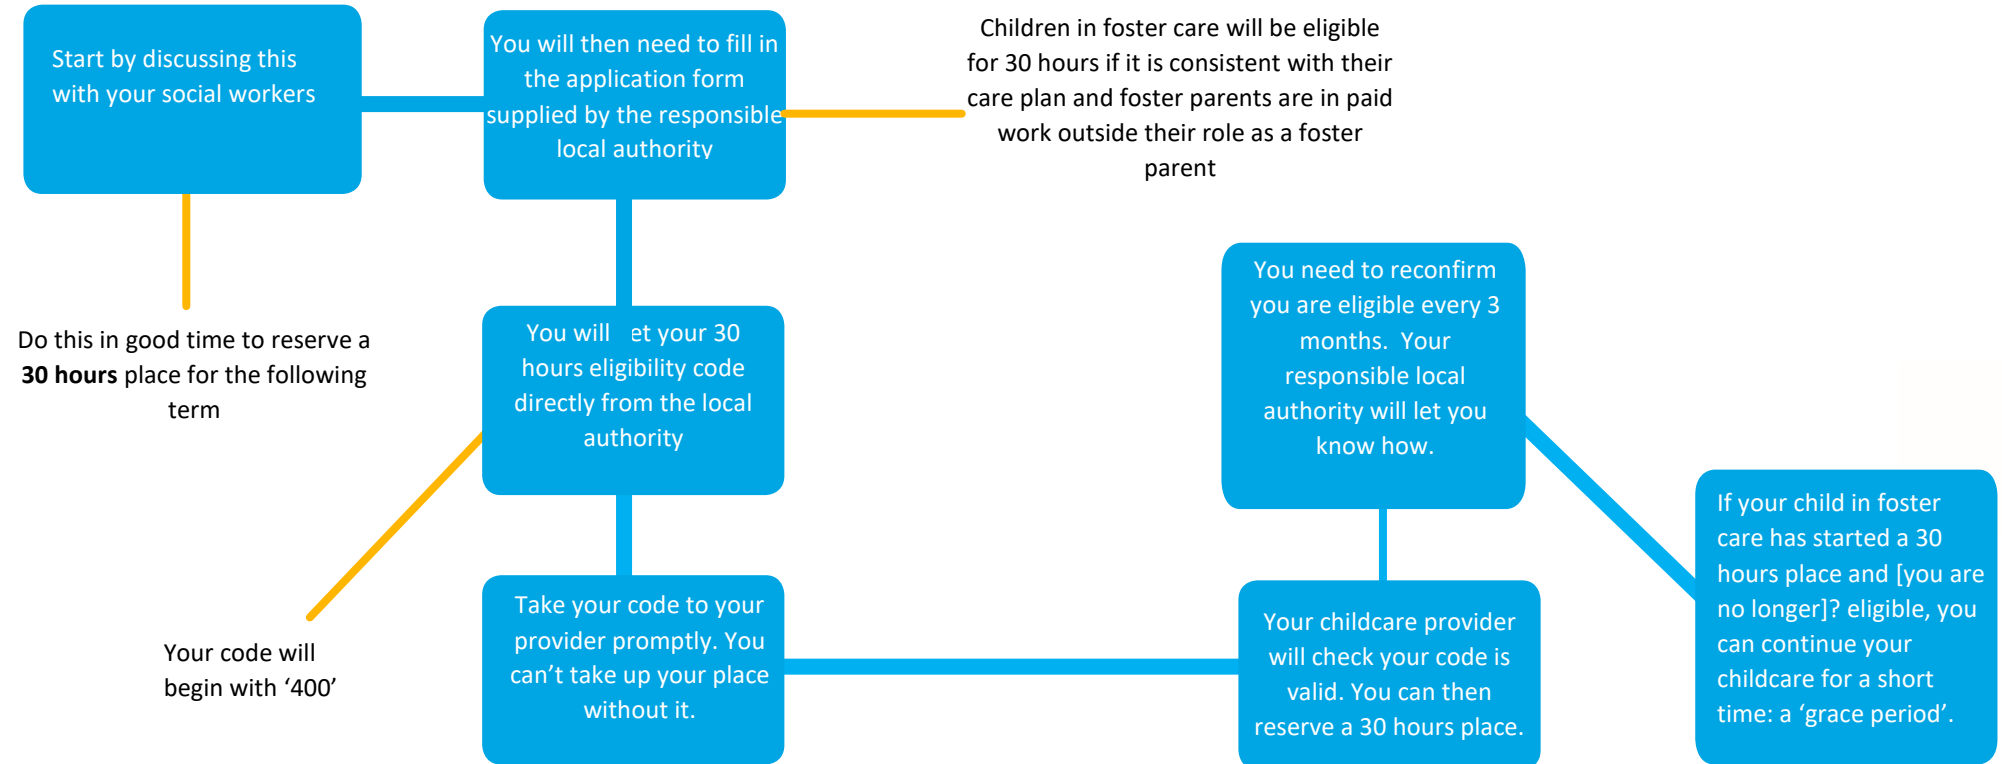 Start by discussing this
with your social workers
You will then need to fill in
the application form
supplied by the responsible
local authority
Children in foster care will be eligible
for 30 hours if it is consistent with their
care plan and foster parents are in paid
work outside their role as a foster
parent
Do this in good time to reserve a
30 hours place for the following
term
You will et your 30
hours eligibility code
directly from the local
authority
Your code will
begin with ‘400’
Take your code to your
provider promptly. You
can’t take up your place
without it.
Your childcare provider
will check your code is
valid. You can then
reserve a 30 hours place.
You need to reconfirm
you are eligible every 3
months. Your
responsible local
authority will let you
know how.
If your child in foster
care has started a 30
hours place and [you are
no longer]? eligible, you
can continue your
childcare for a short
time: a ‘grace period’.